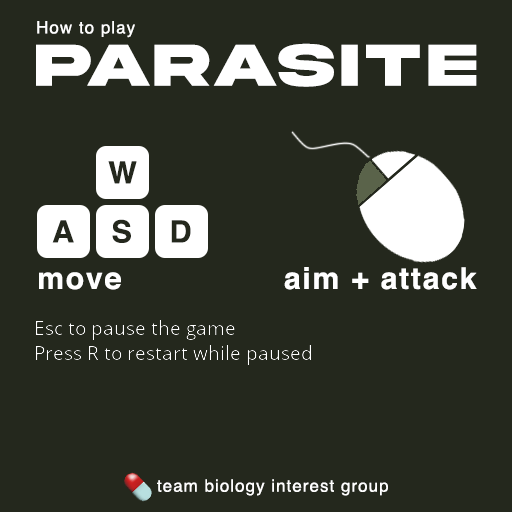 How to play
PARASITE
W
A S D
move
aim + attack
Esc to pause the game
Press R to restart while paused
team biology interest group